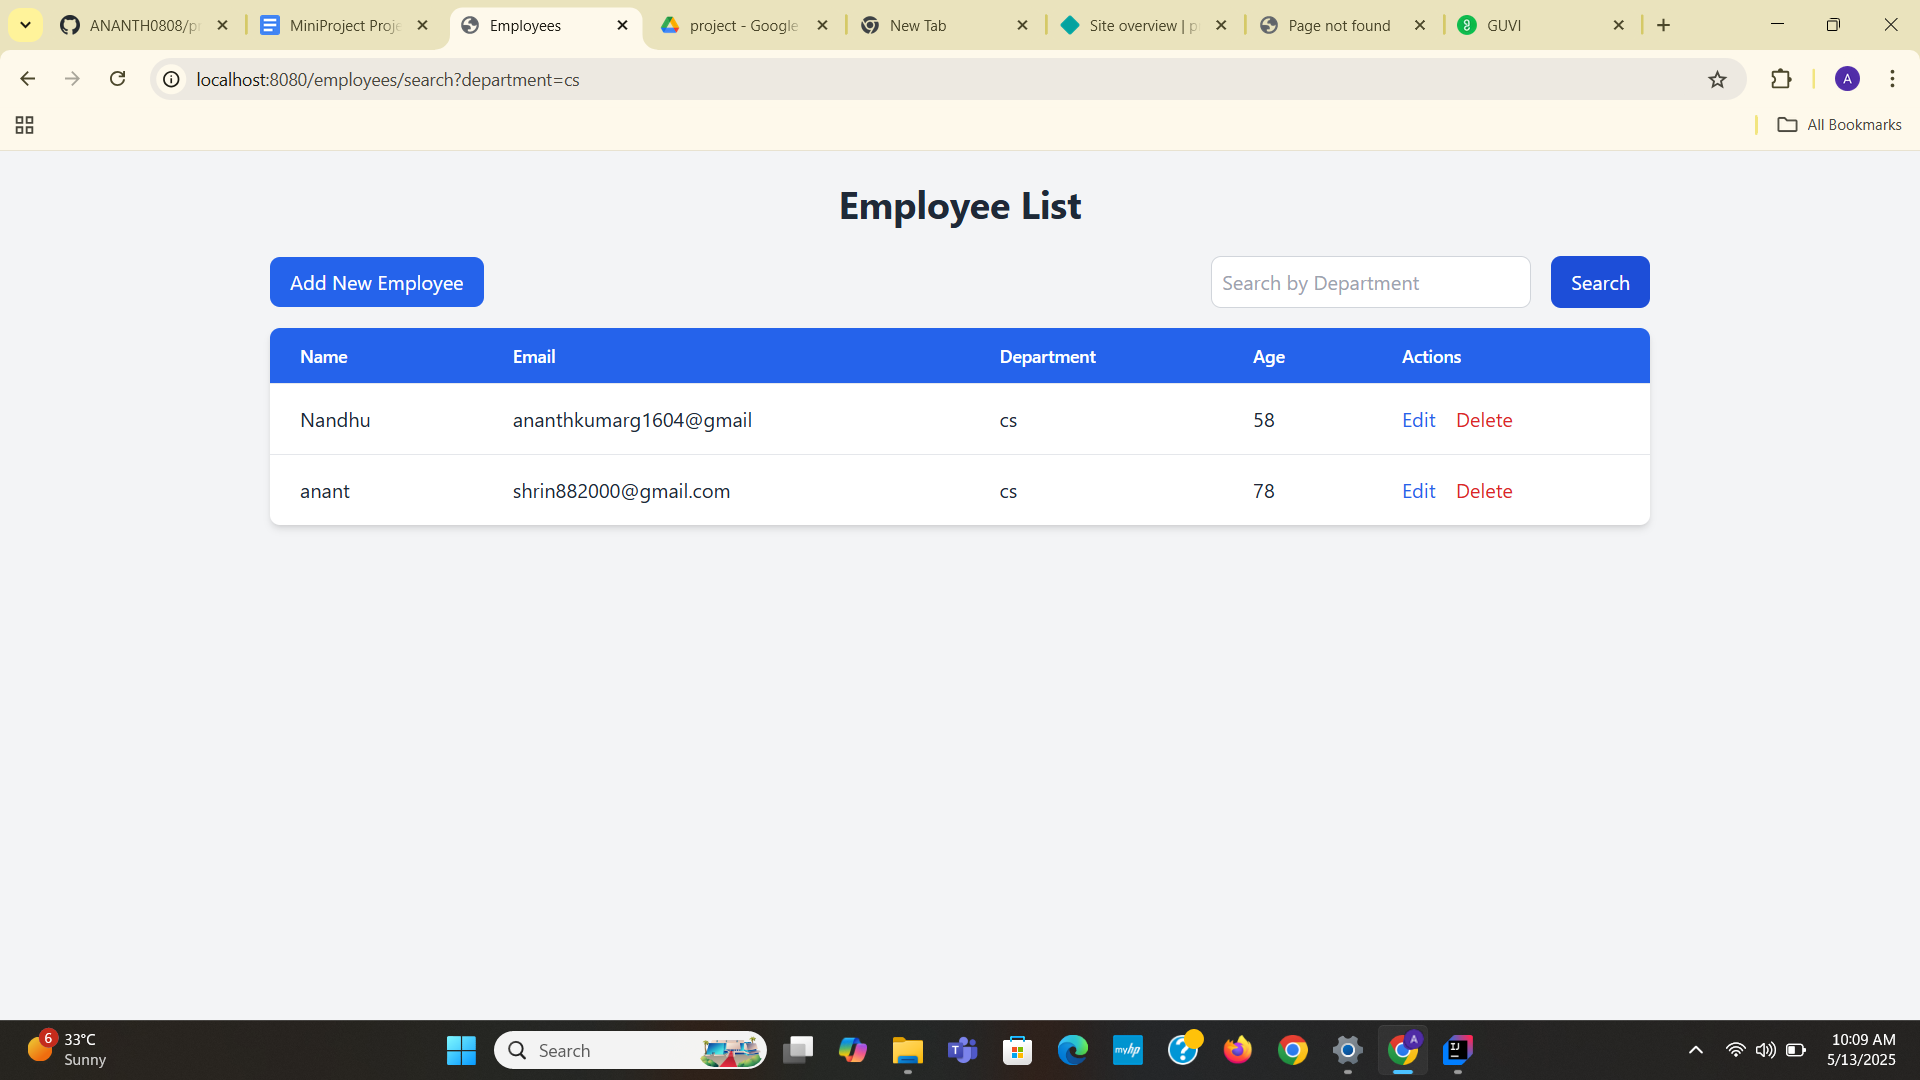 ANANTH0808/pr
MiniProject Proje
Employees
project - Google
New Tab
Site overview | p
Page not found
GUVI
localhost:8080/employees/search?department=cs
A
All Bookmarks
Employee List
Add New Employee
Search by Department
Search
Name Email Department Age Actions
Nandhu ananthkumarg1604@gmail cs 58 Edit Delete
anant shrin882000@gmail.com cs 78 Edit Delete
6
33°C
Sunny
Search
myhp
A
10:09 AM
5/13/2025